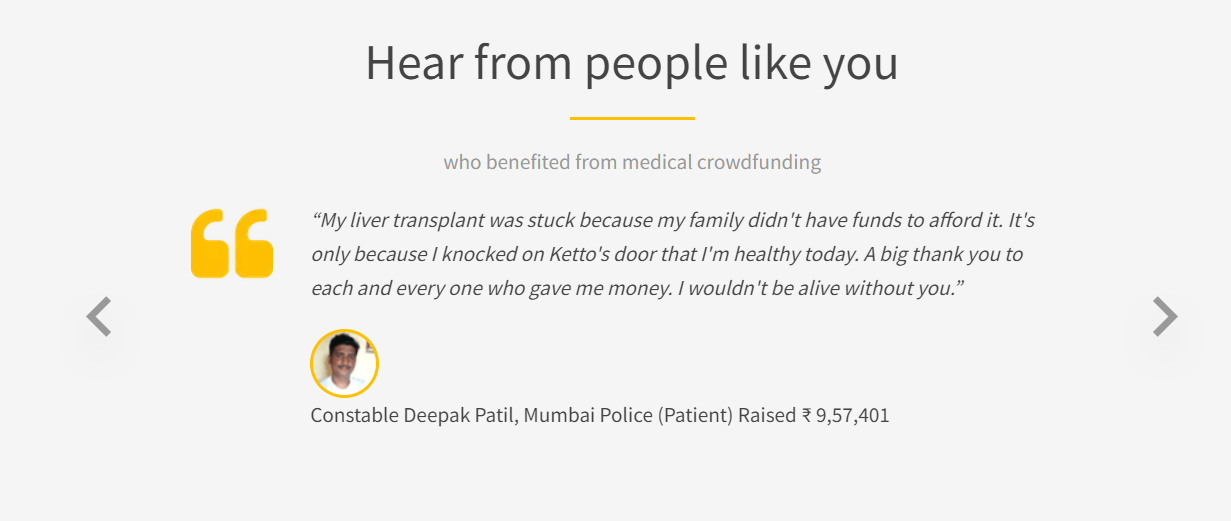 Hear from people like you
who benefited from medical crowdfunding
“My liver transplant was stuck because my family didn't have funds to afford it. It's
only because I knocked on Ketto's door that I'm healthy today. A big thank you to
each and every one who gave me money. I wouldn't be alive without you.”
Constable Deepak Patil, Mumbai Police (Patient) Raised ₹ 9,57,401